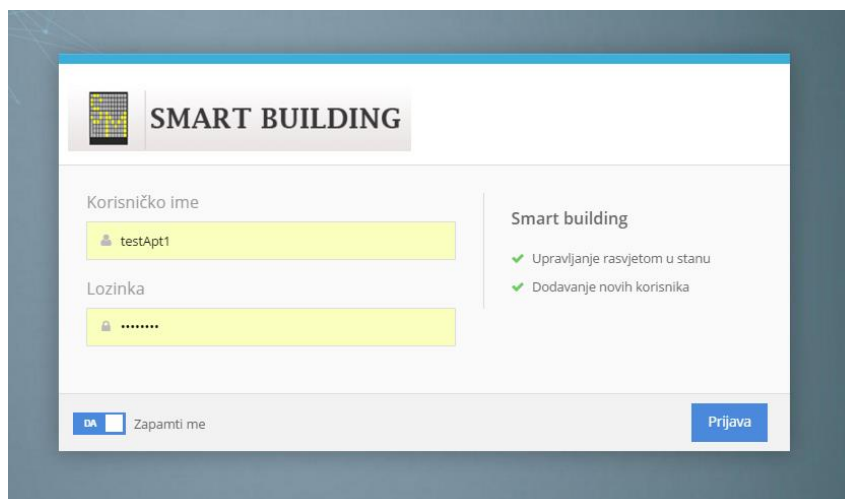 SMART BUILDING
Korisničko ime
testApt1
Lozinka
••••••••
Smart building
Upravljanje rasvjetom u stanu
Dodavanje novih korisnika
DA
Zapamti me
Prijava